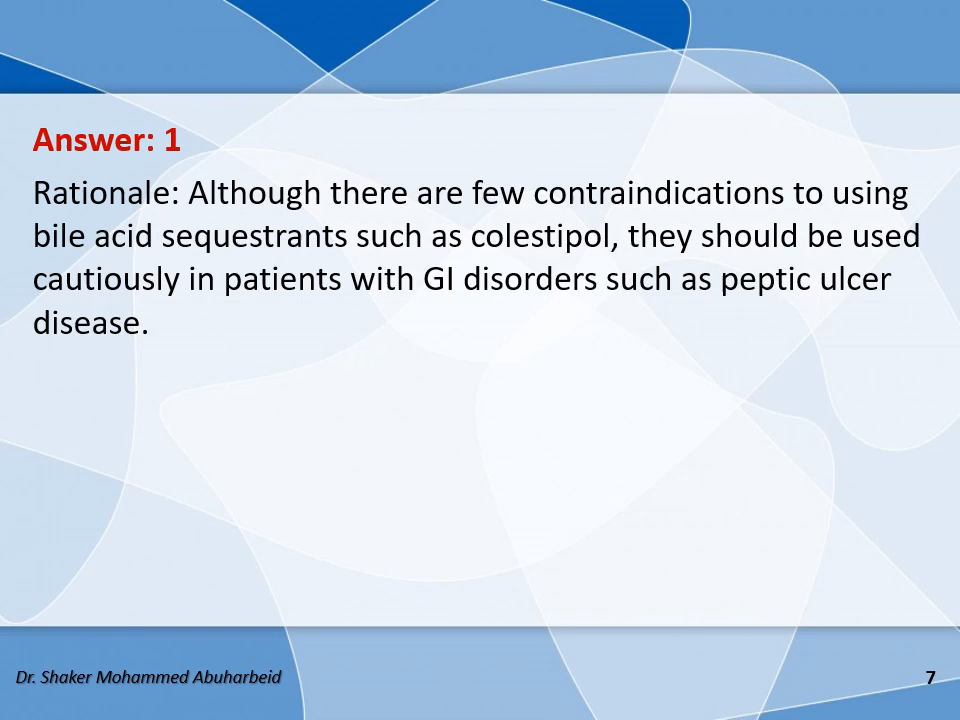 Answer: 1
Rationale: Although there are few contraindications to using
bile acid sequestrants such as colestipol, they should be used
cautiously in patients with GI disorders such as peptic ulcer
disease.
Dr. Shaker Mohammed Abuharbeid
7